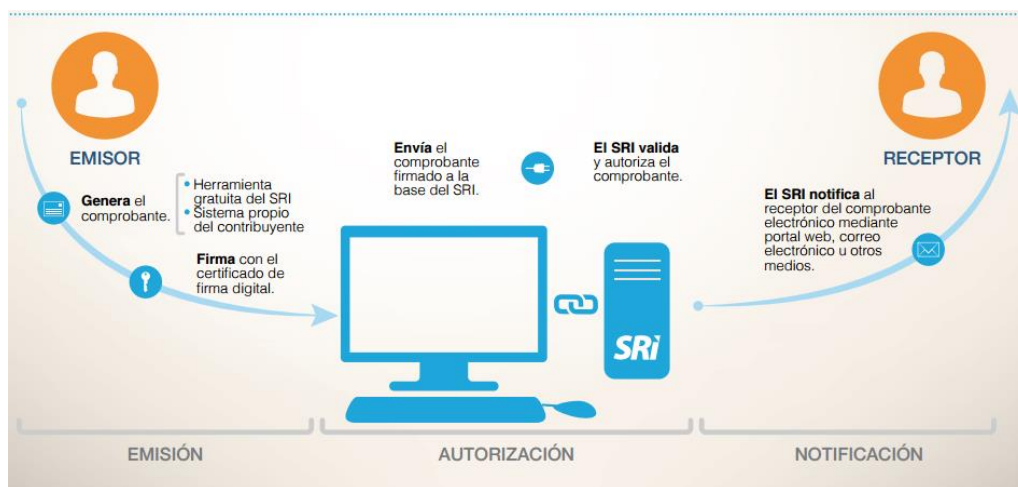 EMISOR
Genera el
comprobante.
• Herramienta
gratuita del SRI
• Sistema propio
del contribuyente
Firma con el
certificado de
firma digital.
Envía el
comprobante
firmado a la
base del SRI.
El SRI valida
y autoriza el
comprobante.
SRi
RECEPTOR
El SRI notifica al
receptor del comprobante
electrónico mediante
portal web, correo
electrónico u otros
medios.
EMISIÓN
AUTORIZACIÓN
NOTIFICACIÓN